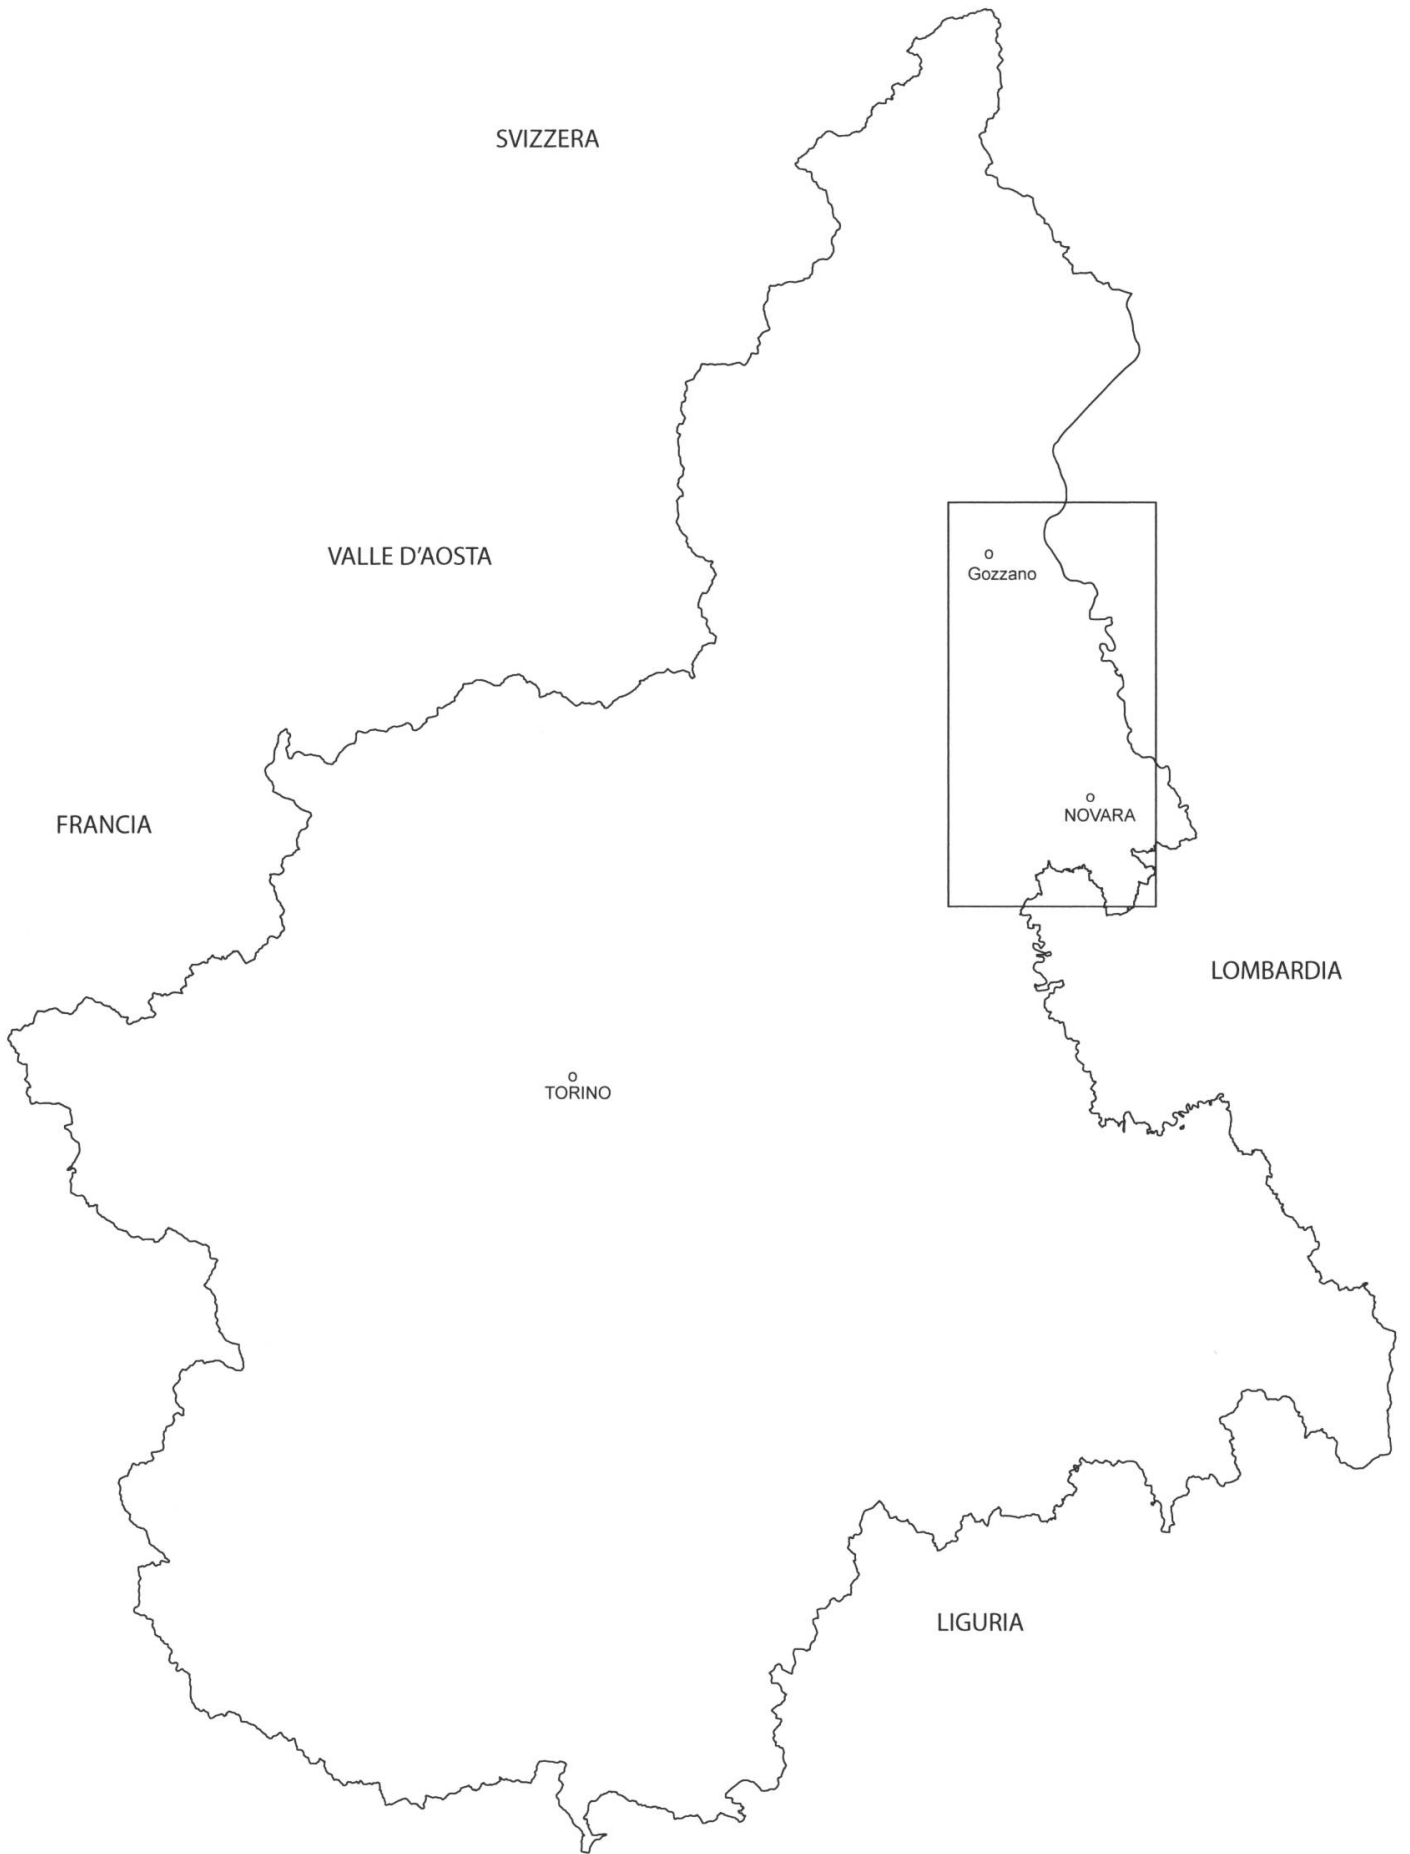 SVIZZERA
VALLE D'AOSTA
o
Gozzano
FRANCIA
o
NOVARA
LOMBARDIA
o
TORINO
LIGURIA